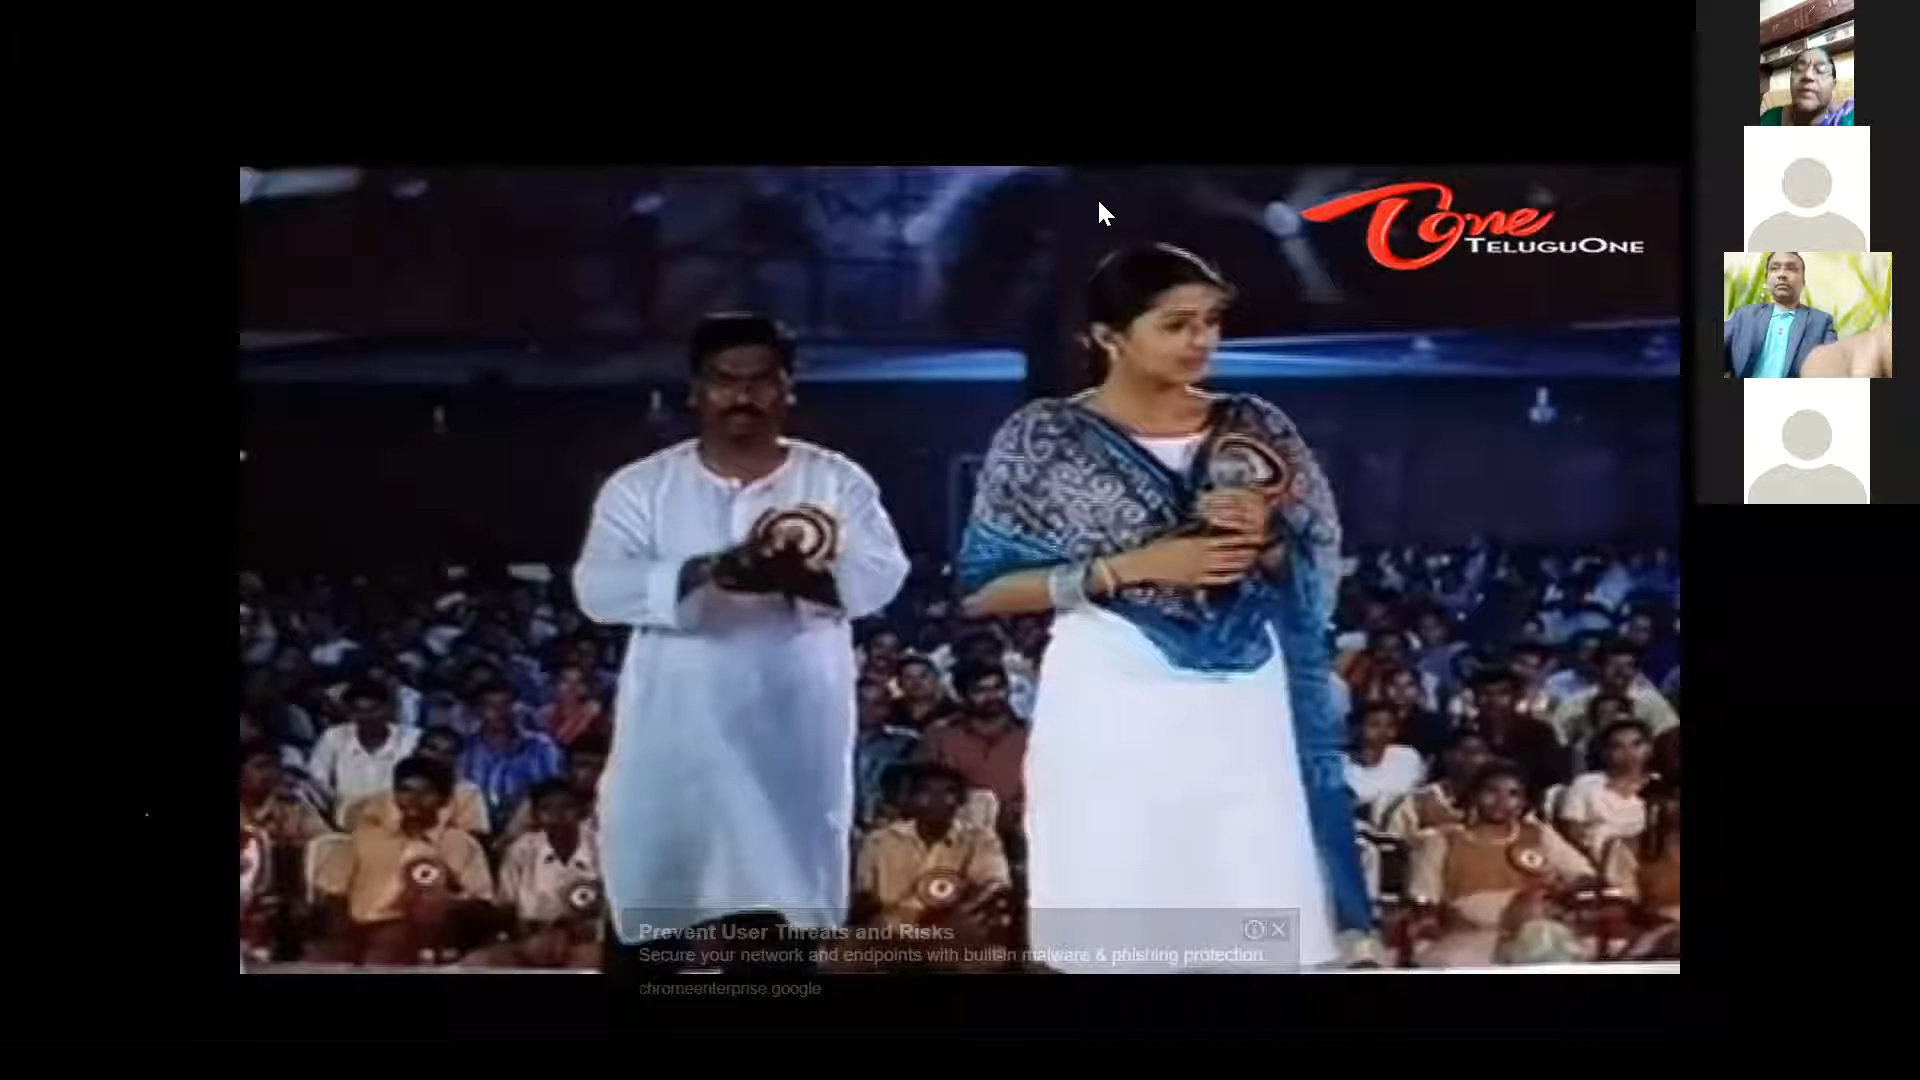 Tone
TELUGUONE
Prevent User Threats and Risks
Secure your network and endpoints with built-in malware & phishing protection.
chromeenterprise.google